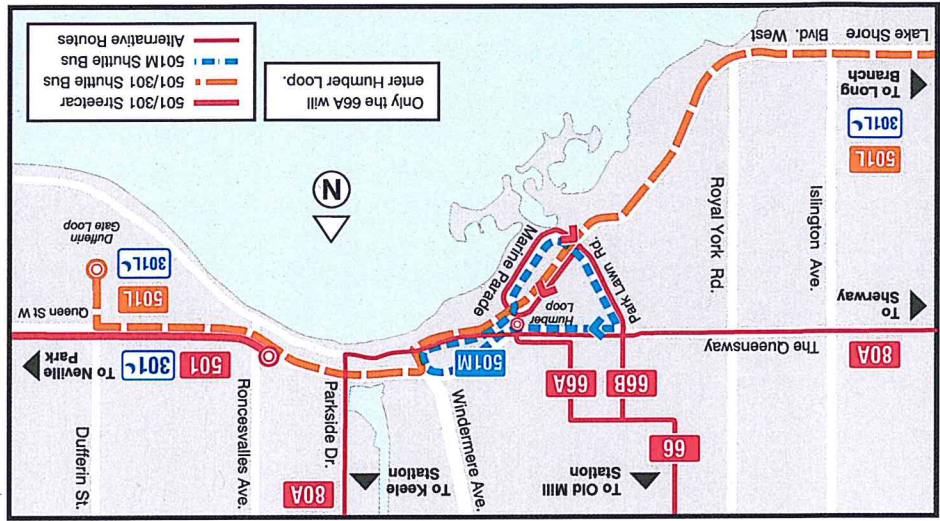 66
To Old Mill
Station
To Keele
Station
80A
Windermere Ave.
Parkside Dr.
Roncesvalles Ave.
Dufferin St.
66B
66A
501M
501
301
To Neville
Park
80A
The Queensway
Queen St W
To
Sherway
Humber
Loop
Park Lawn Rd.
Marine Parade
501L
301L
Dufferin
Gate Loop
Islington Ave.
Royal York Rd.
N
501L
301L
To Long
Branch
Lake Shore Blvd. West
Only the 66A will
enter Humber Loop.
501/301 Streetcar
501/301 Shuttle Bus
501M Shuttle Bus
Alternative Routes